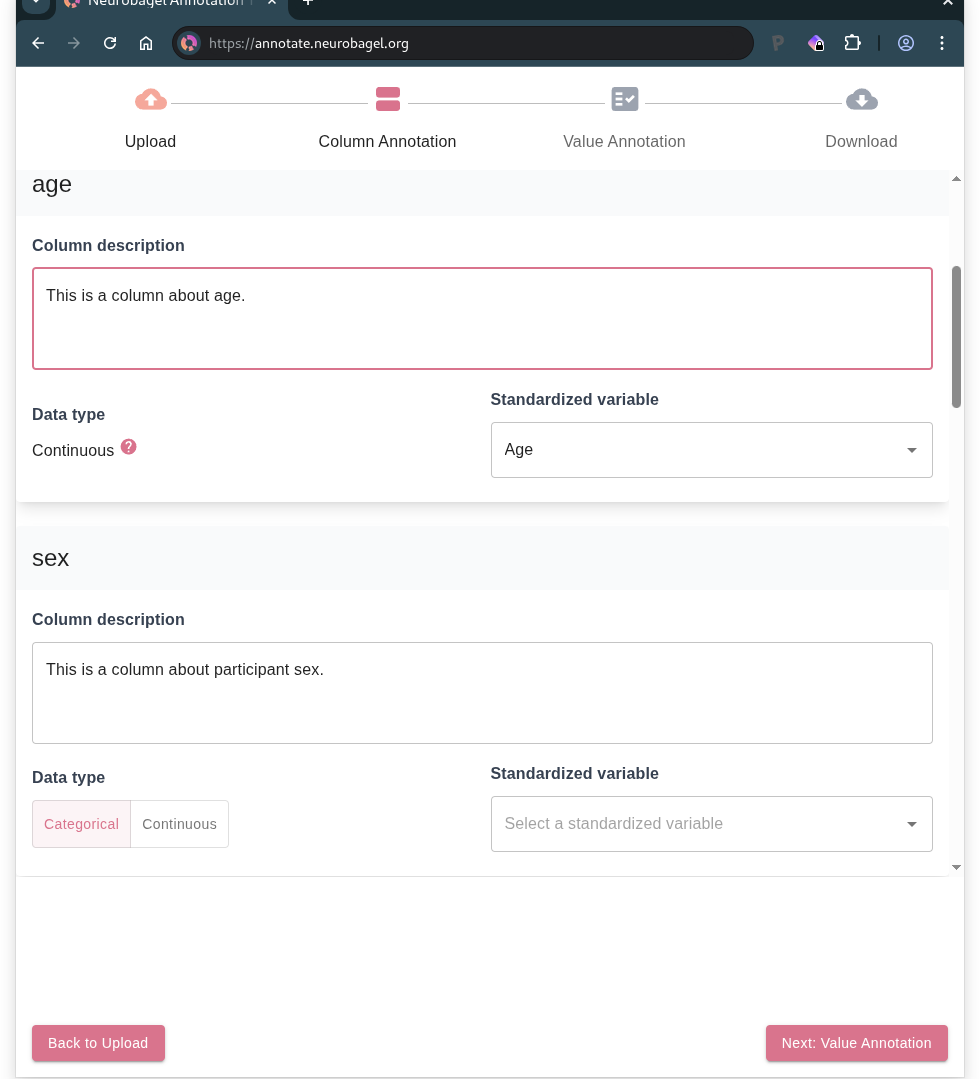 Neurobagel Annotation
https://annotate.neurobagel.org
Upload
Column Annotation
Value Annotation
Download
age
Column description
This is a column about age.
Data type
Standardized variable
Continuous ?
Age
sex
Column description
This is a column about participant sex.
Data type
Standardized variable
Categorical
Continuous
Select a standardized variable
Back to Upload
Next: Value Annotation